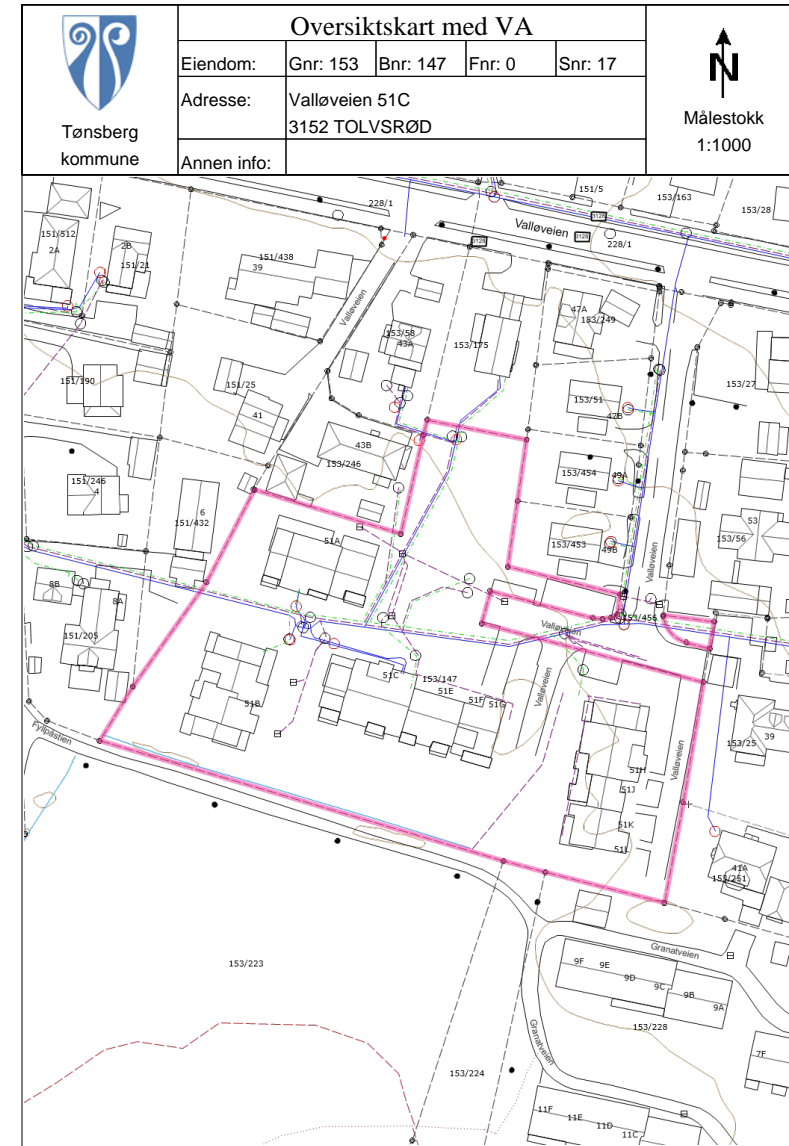 Oversiktskart med VA
Eiendom: Gnr: 153 Bnr: 147 Fnr: 0 Snr: 17
Adresse: Valløveien 51C
3152 TOLVSRØD
Annen info:
Tønsberg
kommune
N
Målestokk
1:1000
151/5
153/163
153/28
228/1
Valløveien
3128
3128
3128
228/1
151/512
2A
2B
151/21
151/438
39
Valløveien
47A
153/249
153/58
43A
153/175
151/190
151/25
41
153/51
47B
153/27
43B
153/246
153/454
49A
151/246
4
6
151/432
51A
153/453
49B
Valløveien
53
153/56
8B
8A
151/205
Valløveien
153/456
51B
51C
153/147
51E
51F
51G
Valløveien
Valløveien
153/25
39
Fyllpåstien
51H
51J
51K
51L
41A
153/251
153/223
Granatveien
9F
9E
9D
9C
9B
9A
153/228
Granatveien
7F
153/224
11F
11E
11D
11C